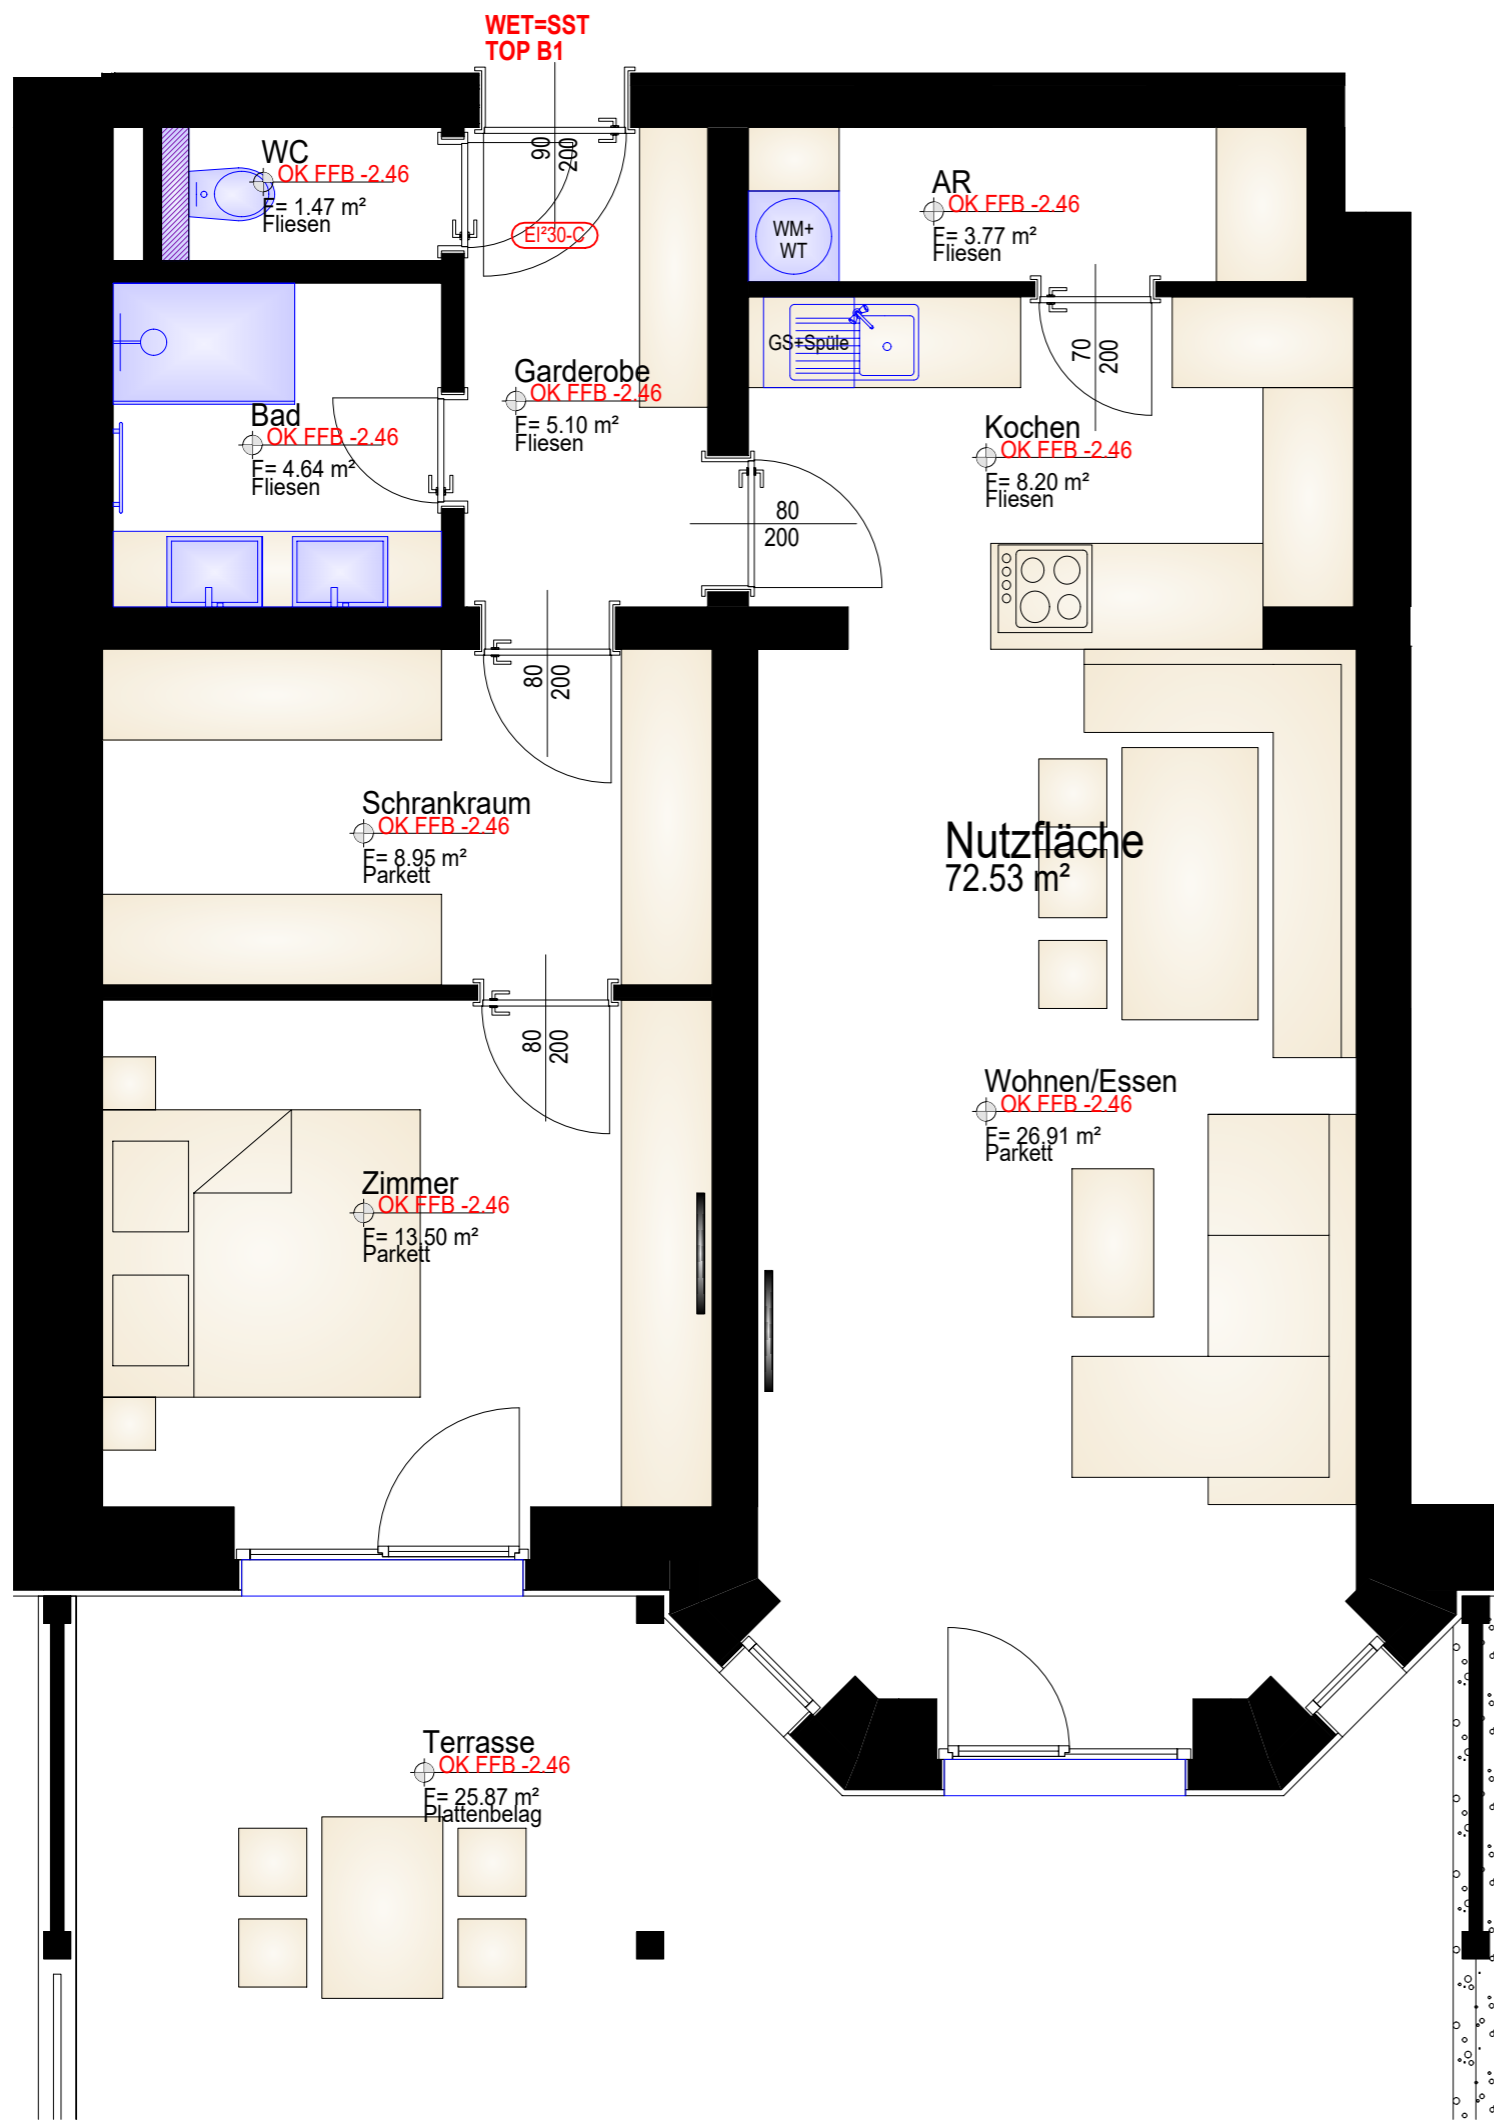 WET=SST
TOP B1
90
200
EI²30-C
WC
OK FFB -2.46
F= 1.47 m²
Fliesen
AR
OK FFB -2.46
F= 3.77 m²
Fliesen
WM+
WT
GS+Spüle
70
200
Garderobe
OK FFB -2.46
F= 5.10 m²
Fliesen
Bad
OK FFB -2.46
F= 4.64 m²
Fliesen
Kochen
OK FFB -2.46
F= 8.20 m²
Fliesen
80
200
80
200
Schrankraum
OK FFB -2.46
F= 8.95 m²
Parkett
Nutzfläche
72.53 m²
80
200
Wohnen/Essen
OK FFB -2.46
F= 26.91 m²
Parkett
Zimmer
OK FFB -2.46
F= 13.50 m²
Parkett
Terrasse
OK FFB -2.46
F= 25.87 m²
Plattenbelag